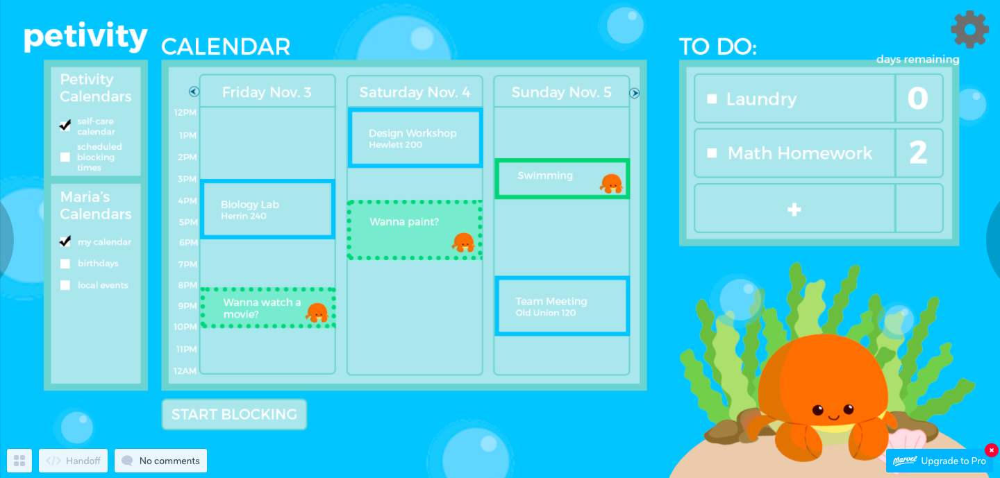 petivity
CALENDAR
TO DO:
days remaining
Petivity
Calendars
self-care
calendar
scheduled
blocking
times
Maria's
Calendars
my calendar
birthdays
local events
Friday Nov. 3
Saturday Nov. 4
Sunday Nov. 5
12PM
1PM
2PM
3PM
4PM
5PM
6PM
7PM
8PM
9PM
10PM
11PM
12AM
Biology Lab
Herrin 240
Wanna watch a
movie?
Design Workshop
Hewlett 200
Wanna paint?
Swimming
Team Meeting
Old Union 120
Laundry 0
Math Homework 2
START BLOCKING
Handoff
No comments
Marvel Upgrade to Pro